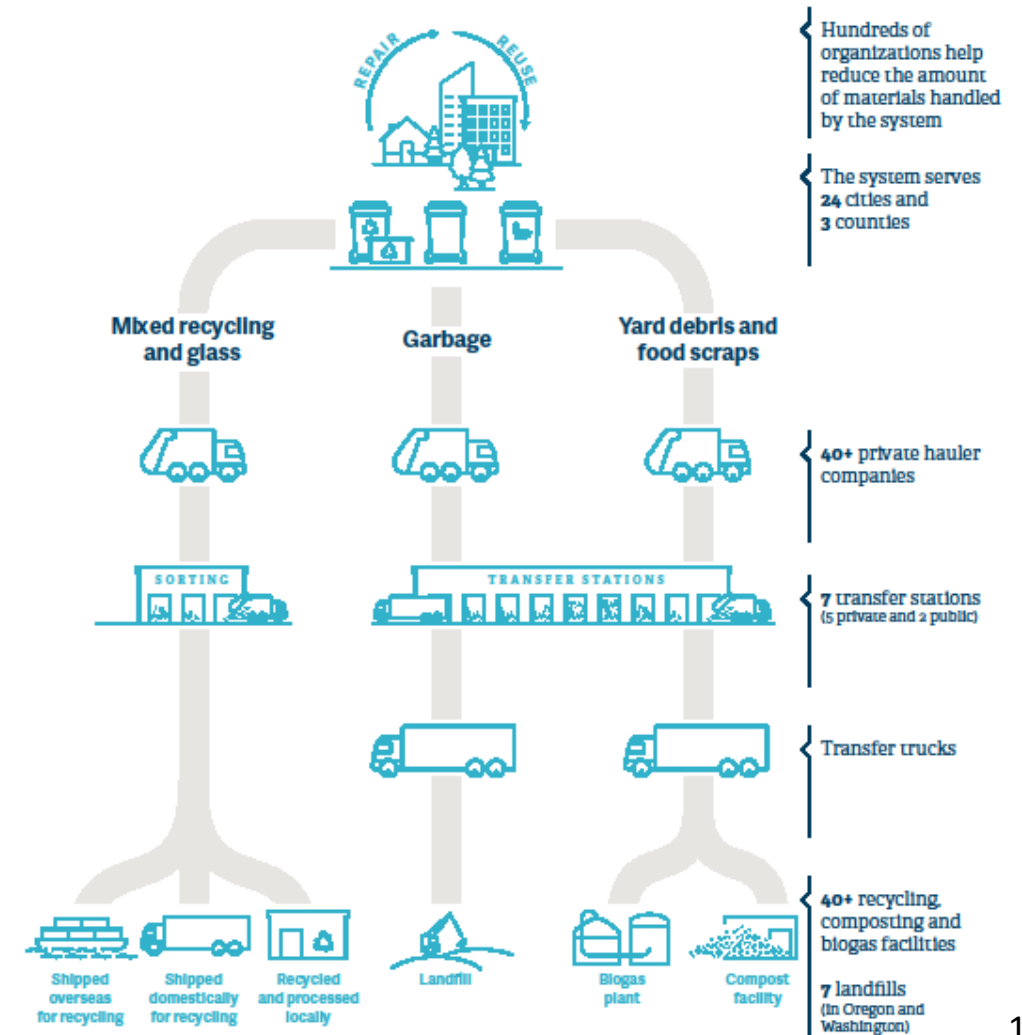 REPAIR
REUSE
Hundreds of
organizations help
reduce the amount
of materials handled
by the system
The system serves
24 cities and
3 counties
Mixed recycling
and glass
Garbage
Yard debris and
food scraps
40+ private hauler
companies
SORTING
TRANSFER STATIONS
7 transfer stations
(5 private and 2 public)
Transfer trucks
40+ recycling,
composting and
biogas facilities
7 landfills
(in Oregon and
Washington)
Shipped
overseas
for recycling
Shipped
domestically
for recycling
Recycled
and processed
locally
Landfill
Biogas
plant
Compost
facility
1